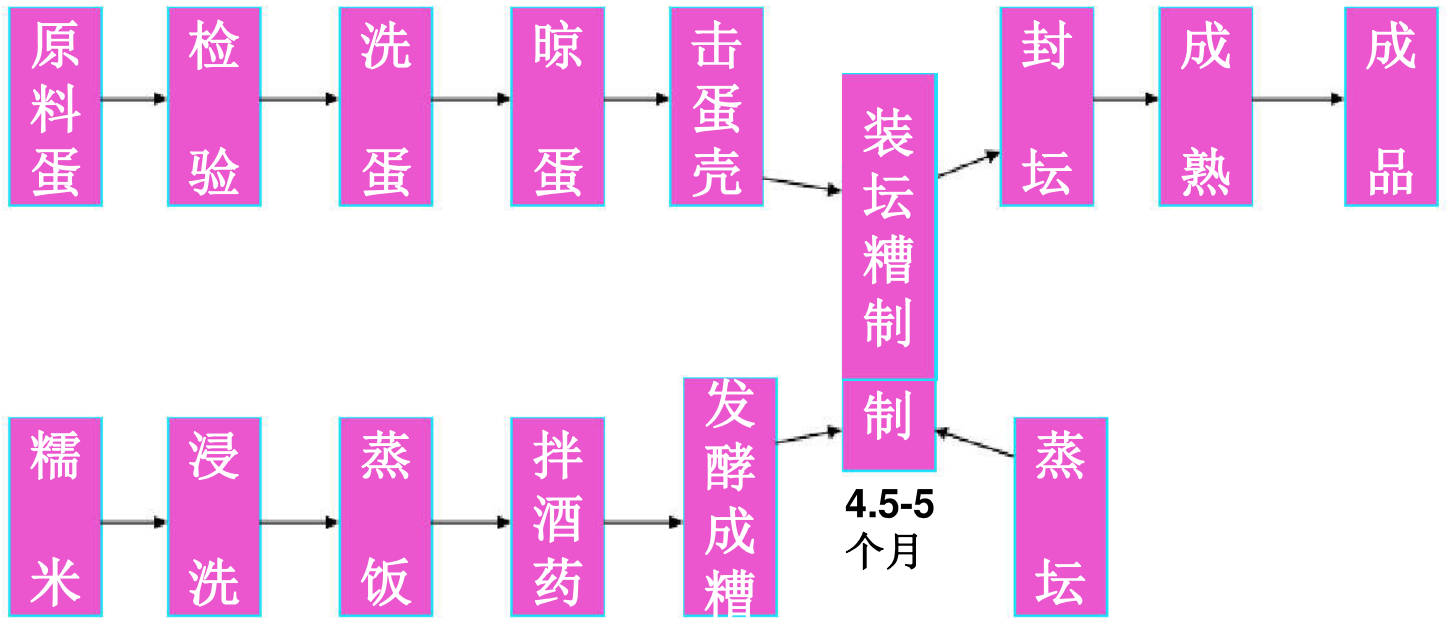 原料蛋
检验
洗蛋
晾蛋
击蛋壳
装坛糟制
制
封坛
成熟
成品
糯米
浸洗
蒸饭
拌酒药
发酵成糟
4.5-5
个月
蒸坛